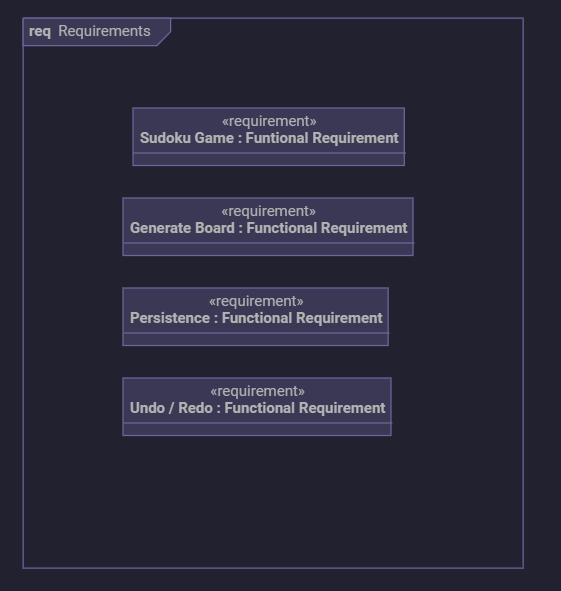 req Requirements
«requirement»
Sudoku Game : Funtional Requirement
«requirement»
Generate Board : Functional Requirement
«requirement»
Persistence : Functional Requirement
«requirement»
Undo / Redo : Functional Requirement